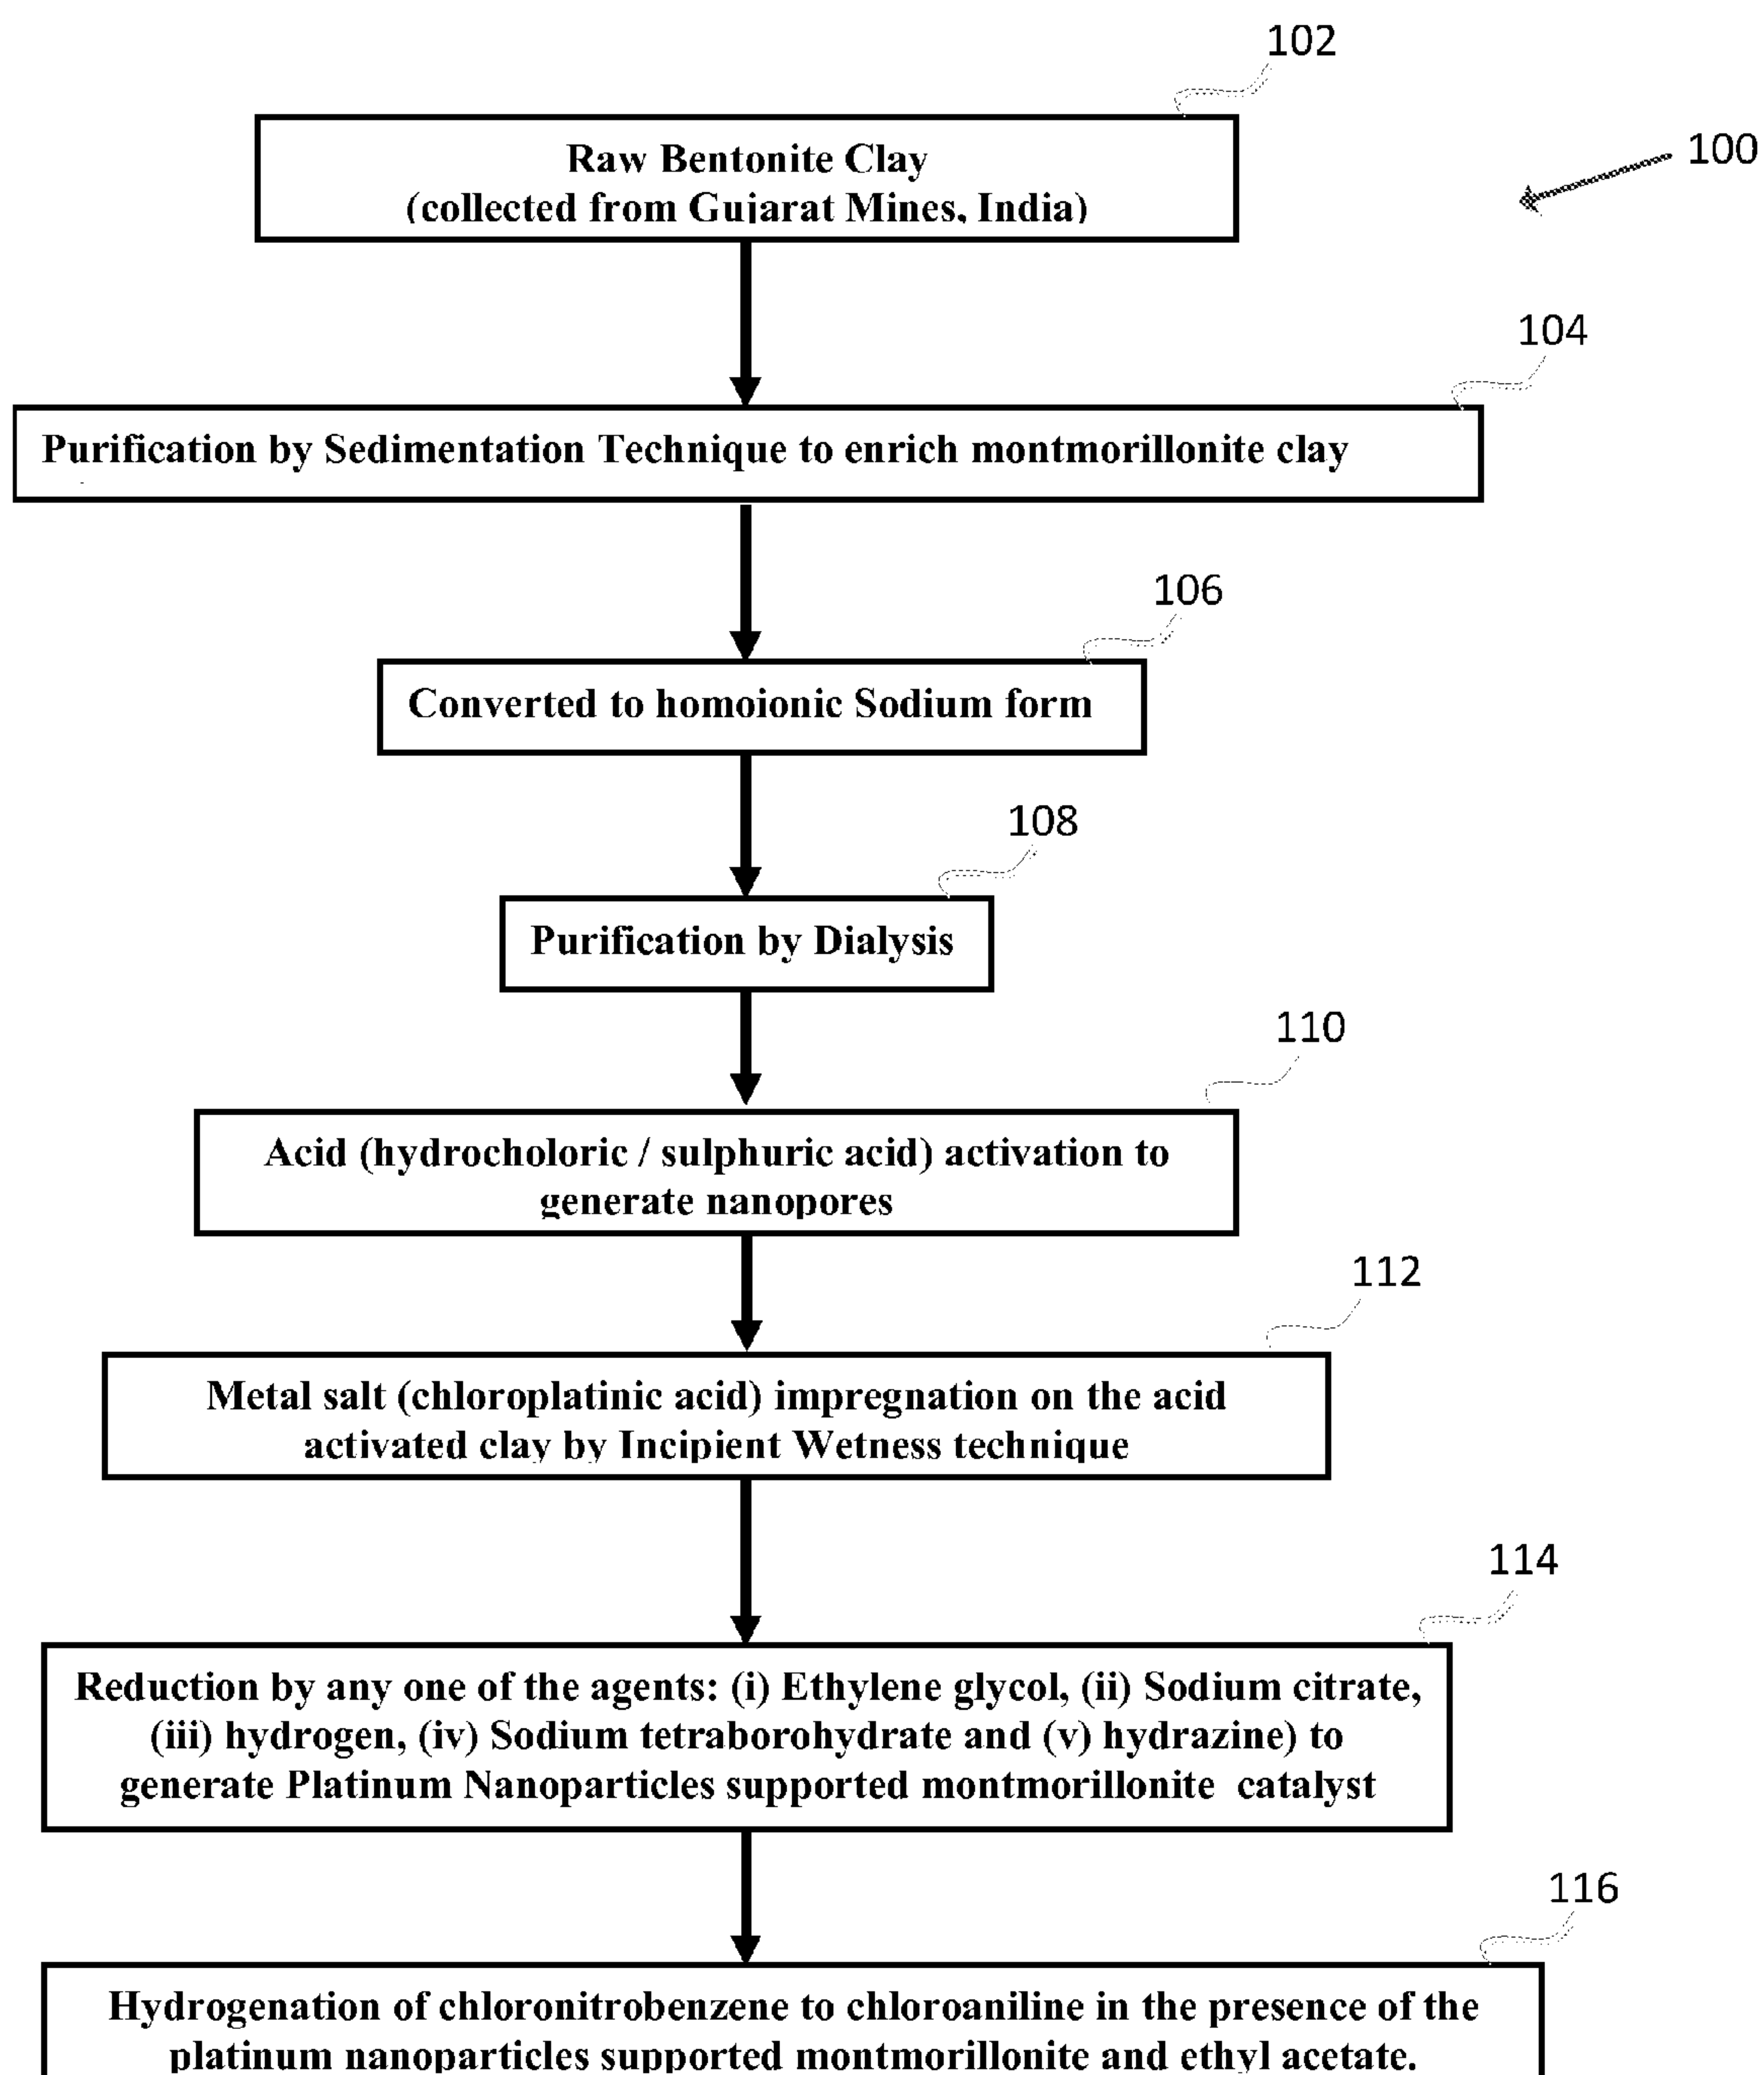 102
100
Raw Bentonite Clay
(collected from Gujarat Mines, India)
104
Purification by Sedimentation Technique to enrich montmorillonite clay
106
Converted to homoionic Sodium form
108
Purification by Dialysis
110
Acid (hydrocholoric / sulphuric acid) activation to
generate nanopores
112
Metal salt (chloroplatinic acid) impregnation on the acid
activated clay by Incipient Wetness technique
114
Reduction by any one of the agents: (i) Ethylene glycol, (ii) Sodium citrate,
(iii) hydrogen, (iv) Sodium tetraborohydrate and (v) hydrazine) to
generate Platinum Nanoparticles supported montmorillonite catalyst
116
Hydrogenation of chloronitrobenzene to chloroaniline in the presence of the
platinum nanoparticles supported montmorillonite and ethyl acetate.